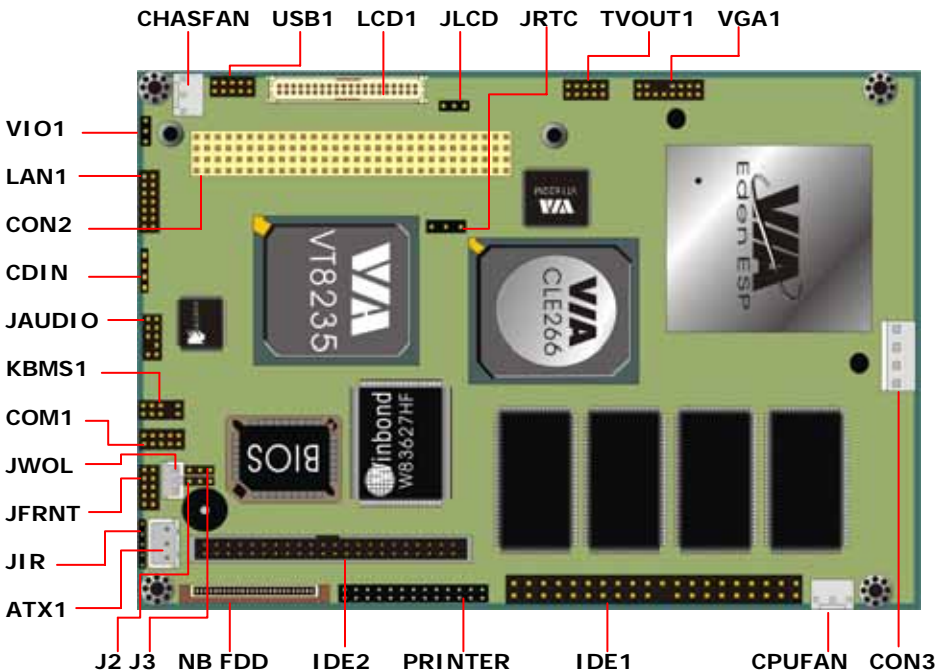 CHASFAN USB1 LCD1 JLCD JRTC TVOUT1 VGA1
VIO1
LAN1
CON2
CDIN
JAUDIO
KBMS1
COM1
JWOL
JFRNT
JIR
ATX1
J2 J3 NB FDD IDE2 PRINTER IDE1 CPUFAN CON3
VIA
VT8235
VIA
VIA
CLE266
VIA
Eden ESP
BIOS
Winbond
W83627HF